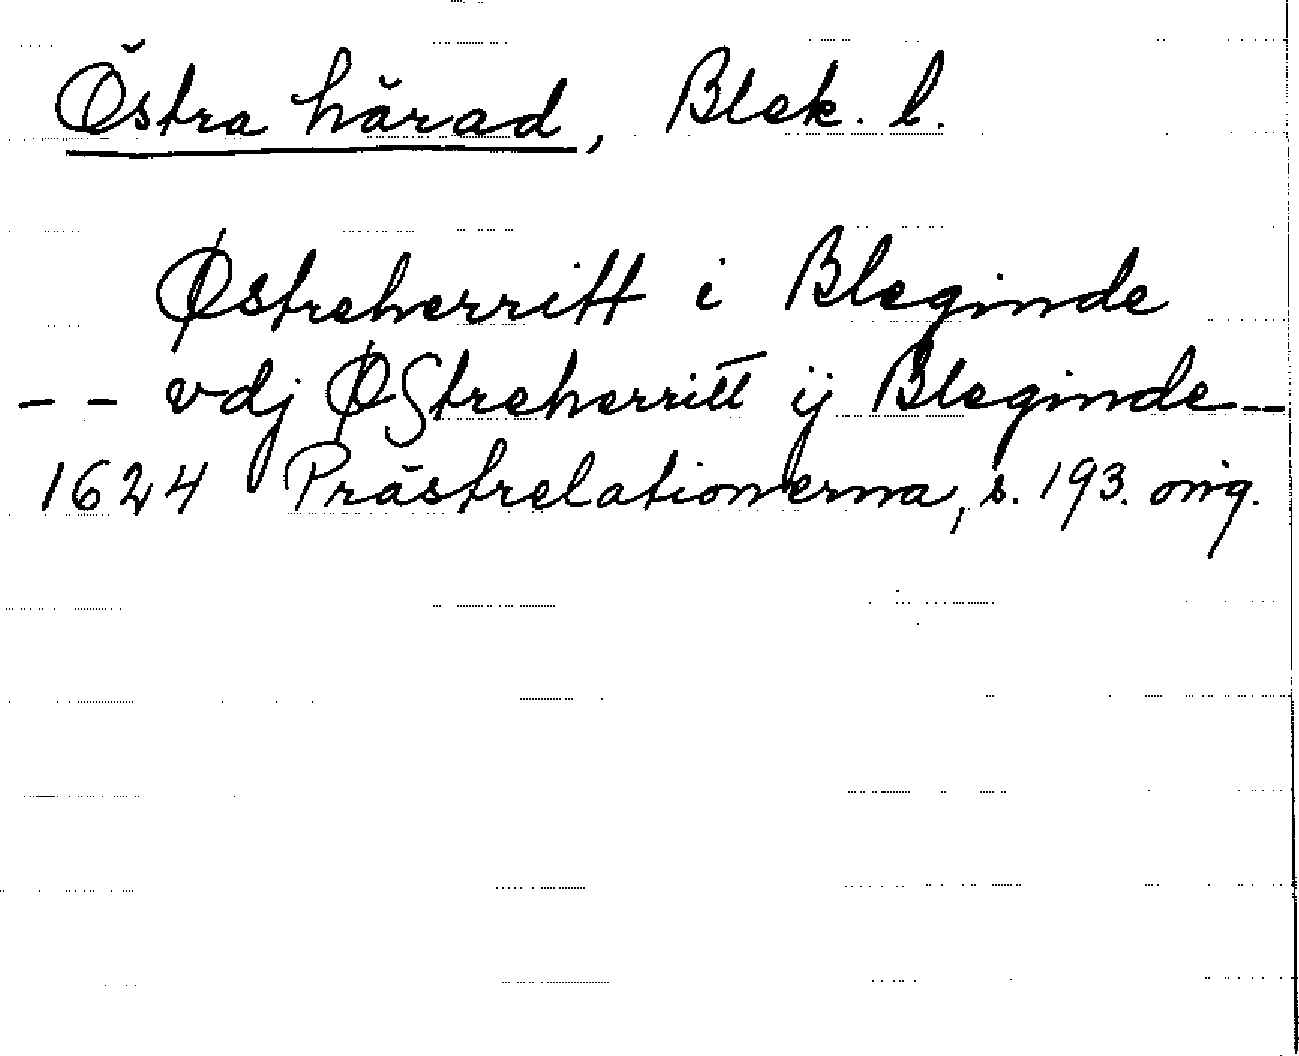 Östra härad, Blek. l.
Østreherritt i Bleginde
-- vdj ØStreherritt ij Bleginde--
1624 Prästrelationerna, s. 193. orig.